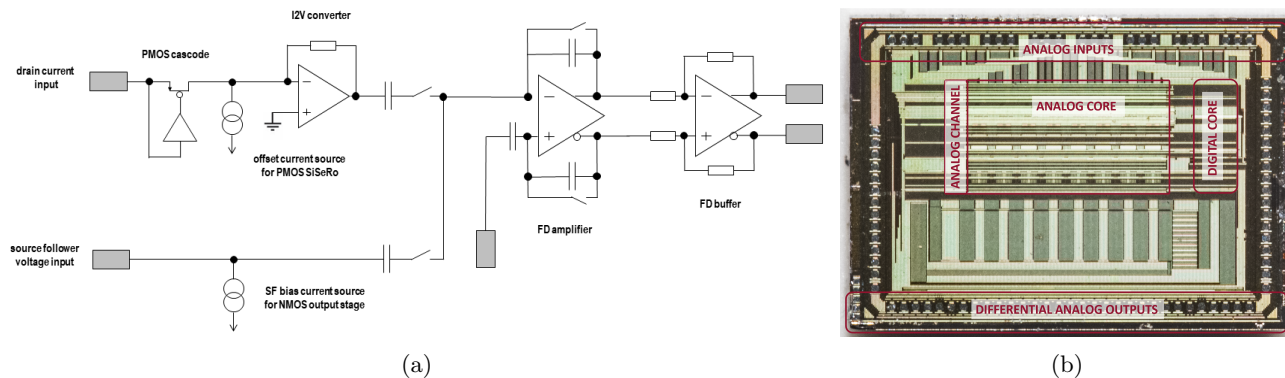 I2V converter
PMOS cascode
drain current
input
offset current source
for PMOS SiSeRo
FD amplifier
FD buffer
source follower
voltage input
SF bias current source
for NMOS output stage
(a)
ANALOG INPUTS
ANALOG CHANNEL
ANALOG CORE
DIGITAL CORE
DIFFERENTIAL ANALOG OUTPUTS
(b)